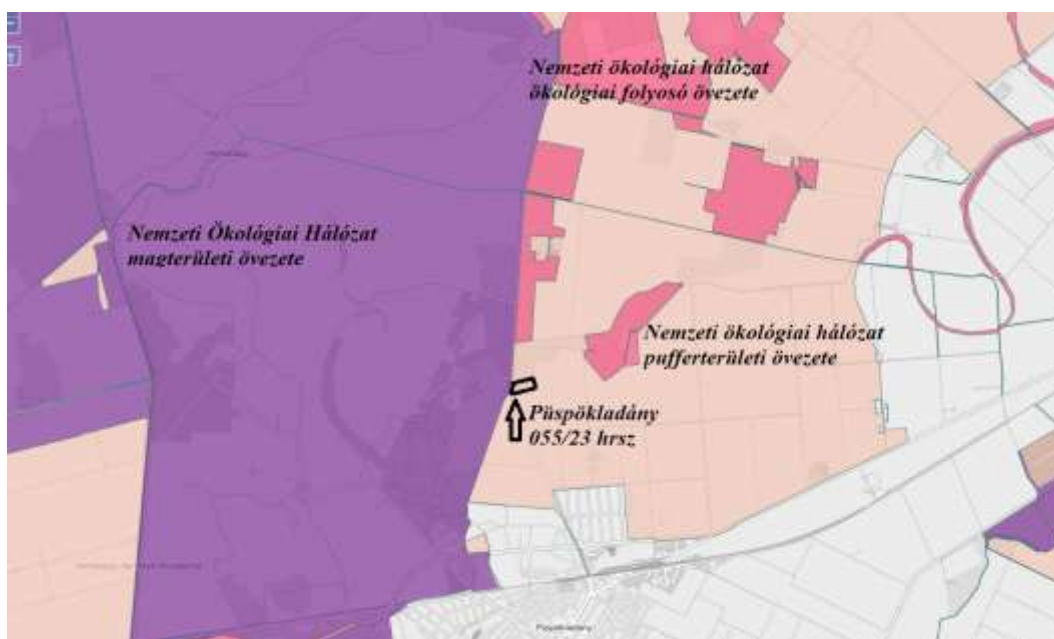 Nemzeti ökológiai hálózat
ökológiai folyosó övezete
Nemzeti Ökológiai Hálózat
magterületi övezete
Nemzeti ökológiai hálózat
pufferterületi övezete
Püspökladány
055/23 hrsz
Püspökladány